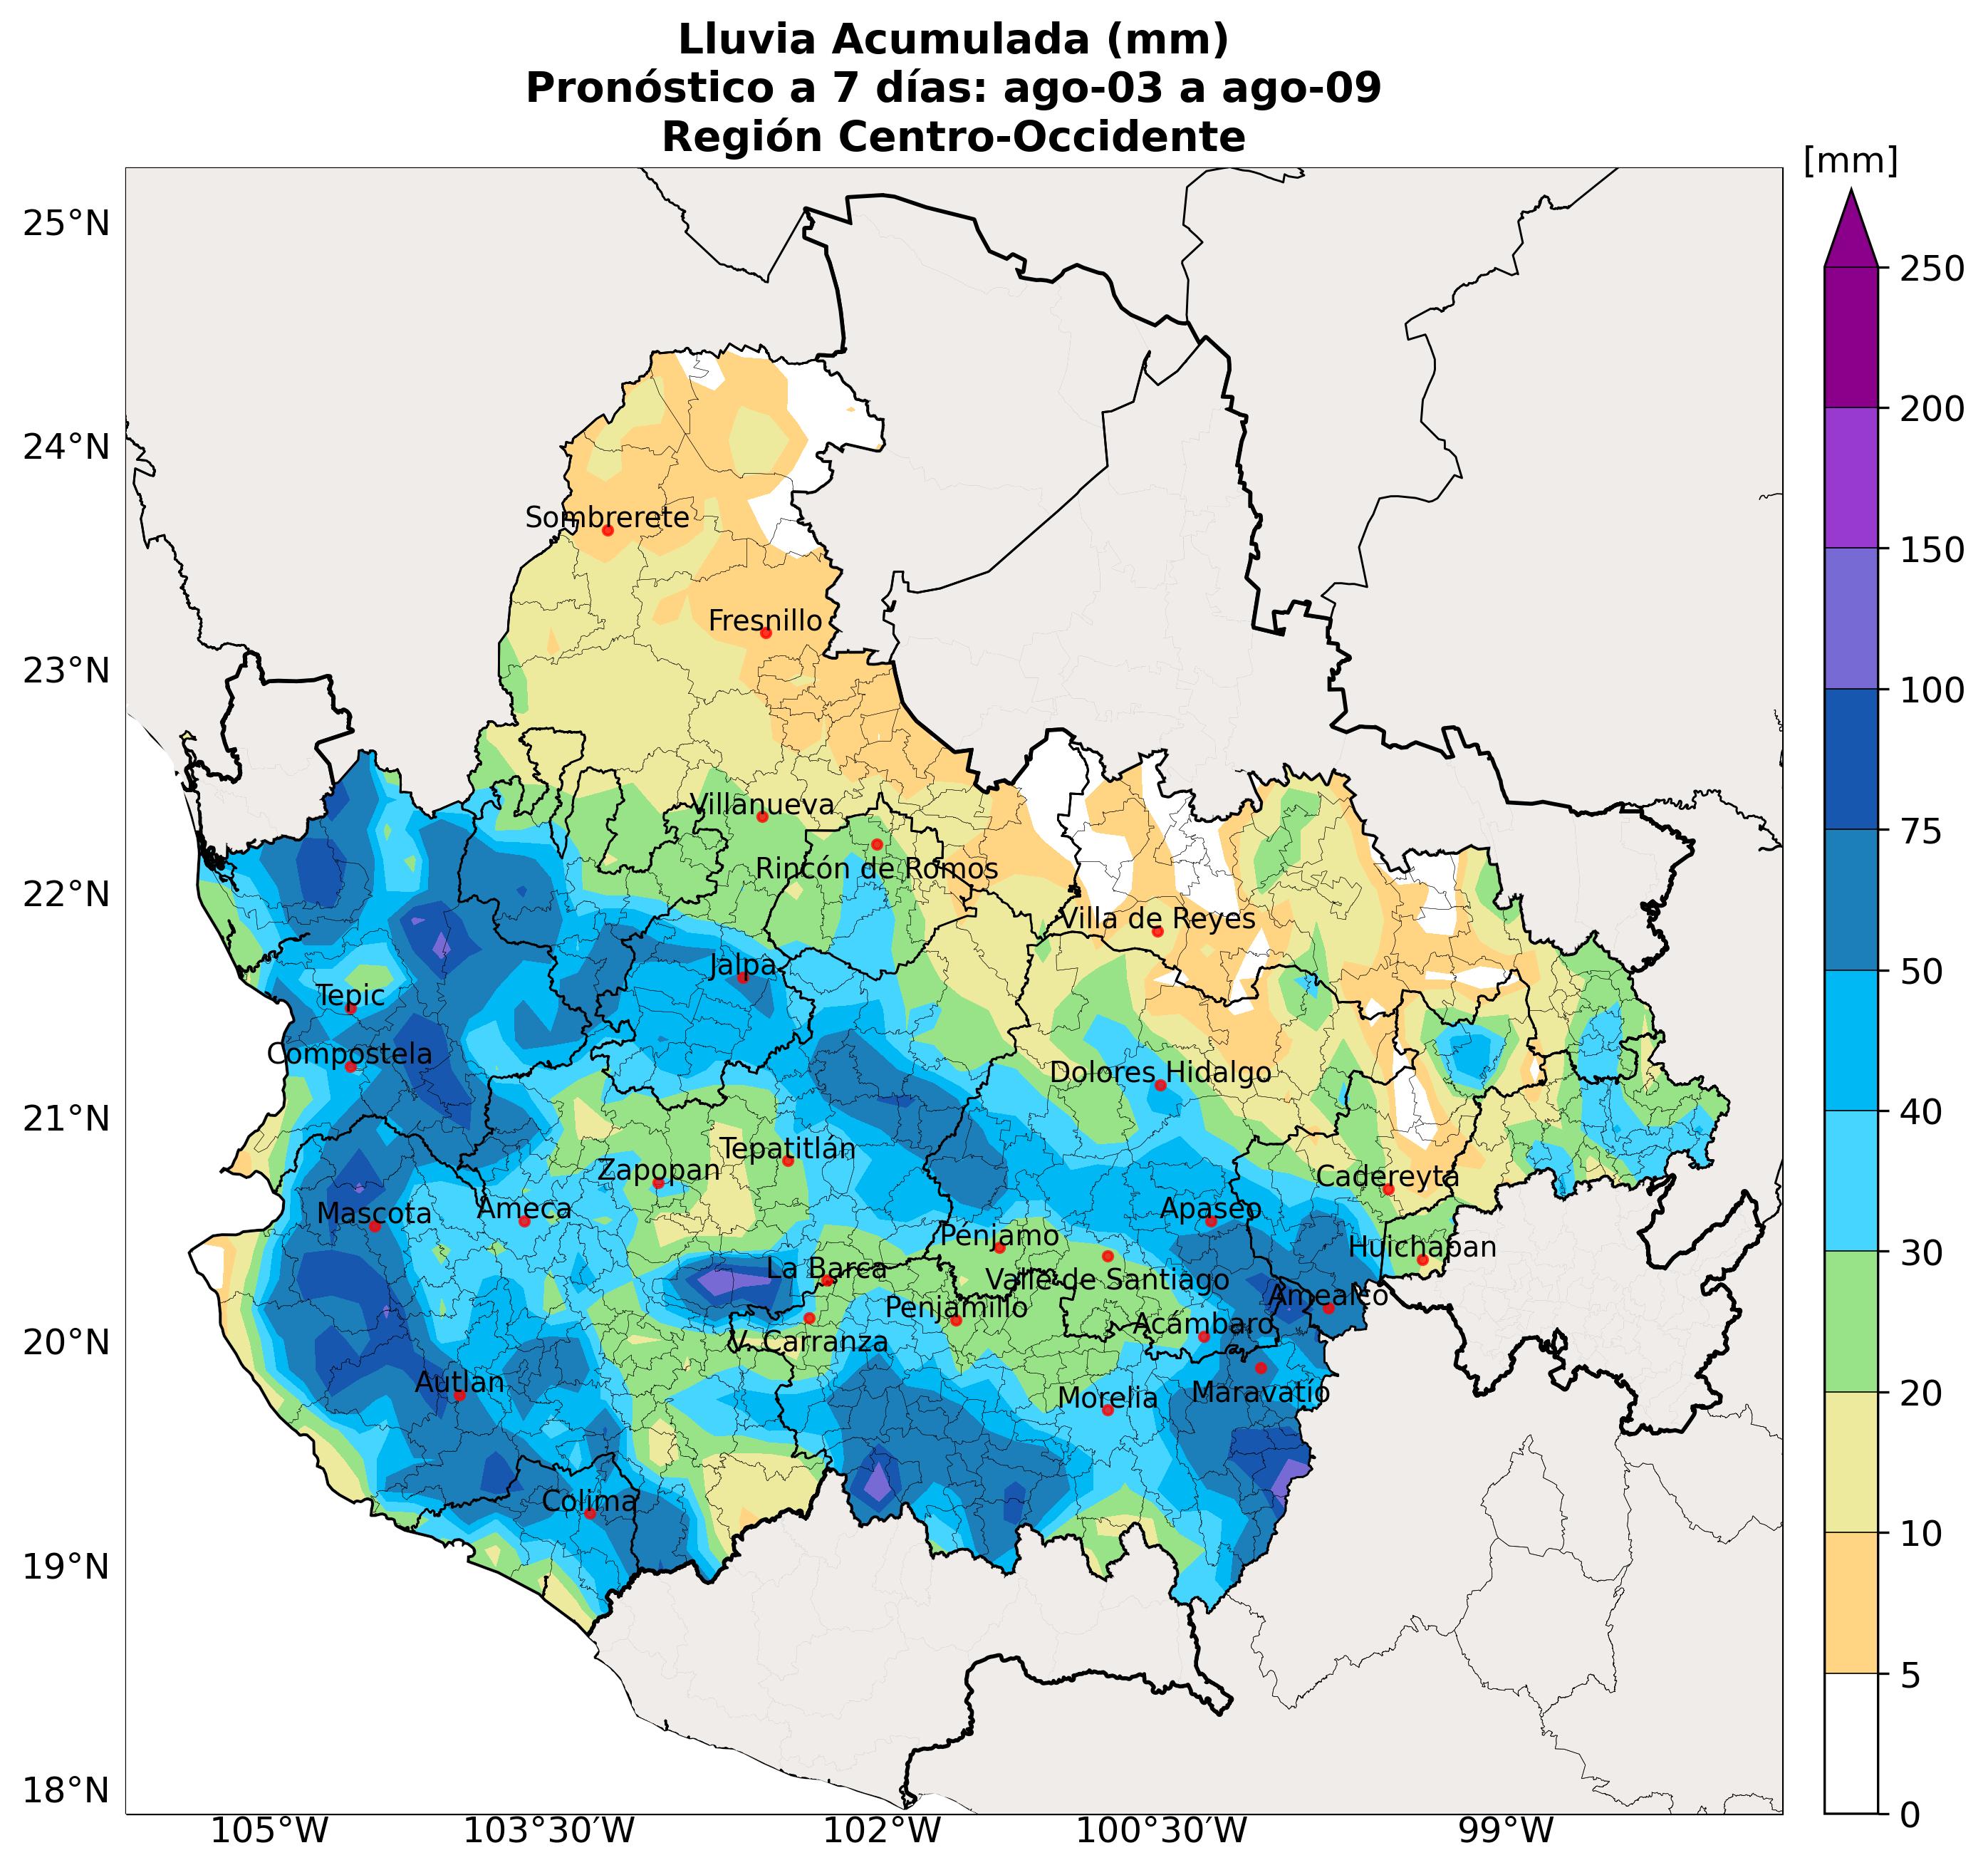 Lluvia Acumulada (mm)
Pronóstico a 7 días: ago-03 a ago-09
Región Centro-Occidente
[mm]
25°N
24°N
23°N
22°N
21°N
20°N
19°N
18°N
105°W
103°30'W
102°W
100°30'W
99°W
250
200
150
100
75
50
40
30
20
10
5
0
Sombrerete
Fresnillo
Villanueva
Rincón de Romos
Villa de Reyes
Jalpa
Tepic
Compostela
Dolores Hidalgo
Tepatitlán
Zapopan
Cadereyta
Mascota
Ameca
Apaseo
Pénjamo
Huichapan
La Barca
Valle de Santiago
Amealco
Penjamillo
Acámbaro
V. Carranza
Autlan
Morelia
Maravatío
Colima